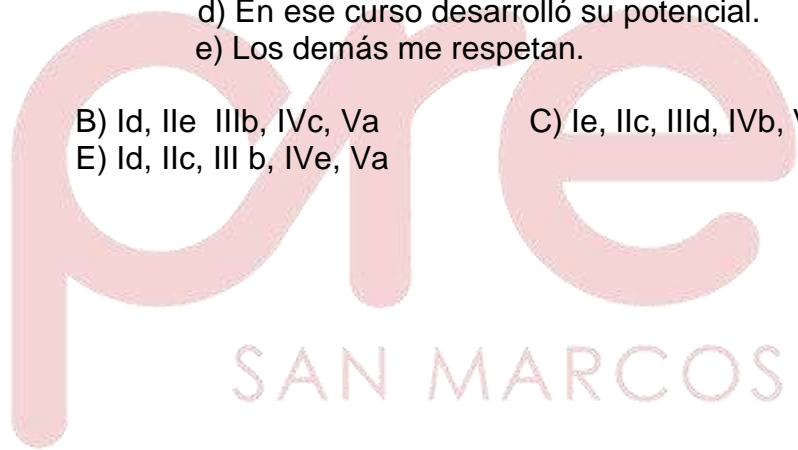 d) En ese curso desarrolló su potencial.
e) Los demás me respetan.
B) Id, IIe IIIb, IVc, Va C) Ie, IIc, IIId, IVb,
E) Id, IIc, III b, IVe, Va
pre
SAN MARCOS